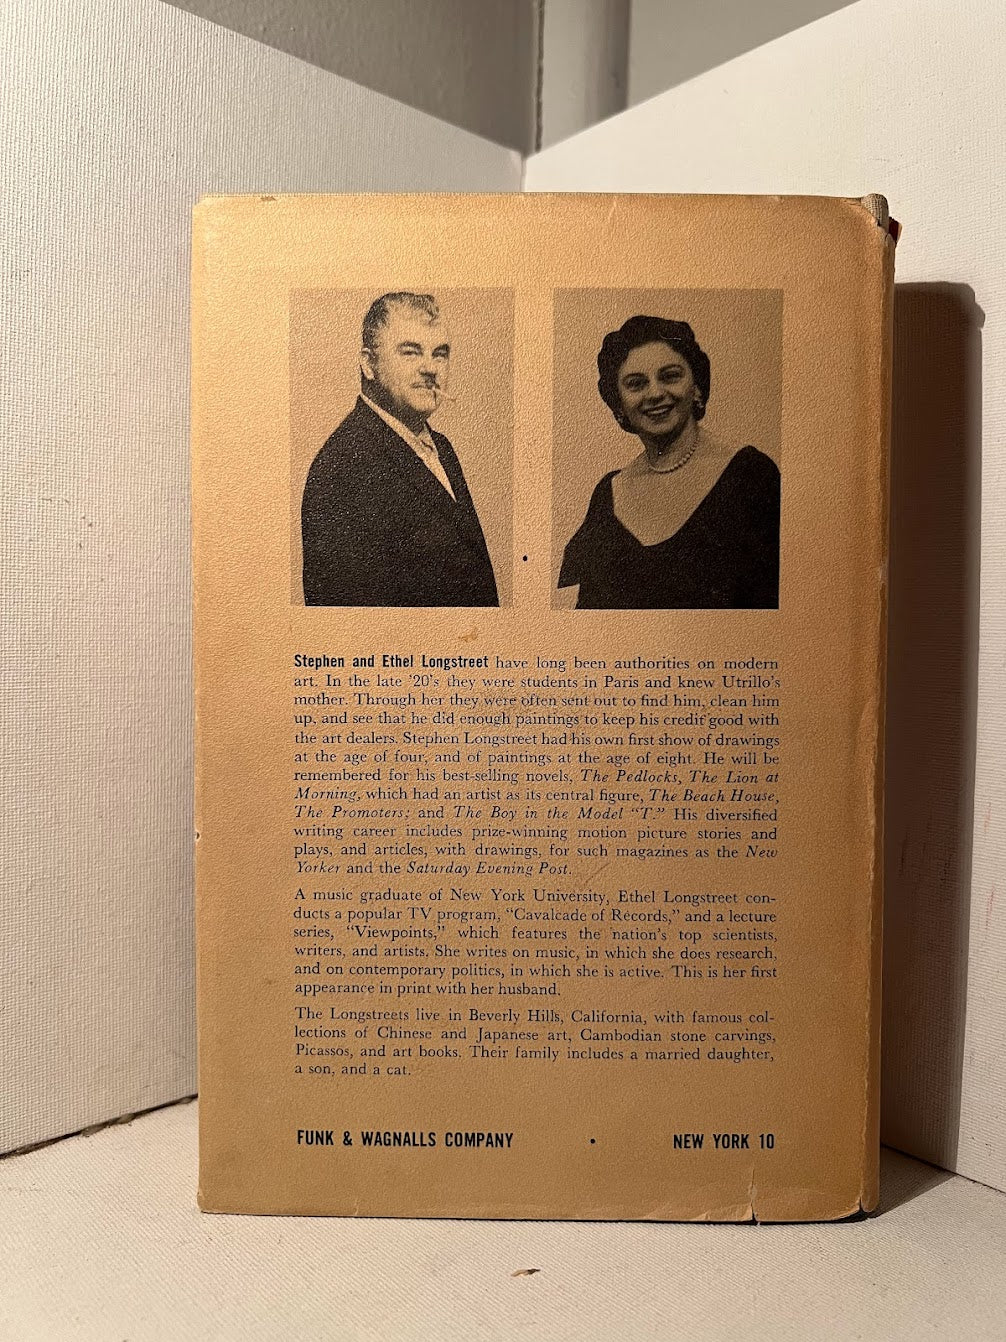 Stephen and Ethel Longstreet have long been authorities on modern
art. In the late '20's they were students in Paris and knew Utrillo's
mother. Through her they were often sent out to find him, clean him
up, and see that he did enough paintings to keep his credit good with
the art dealers. Stephen Longstreet had his own first show of drawings
at the age of four, and of paintings at the age of eight. He will be
remembered for his best-selling novels, The Pedlocks, The Lion at
Morning, which had an artist as its central figure, The Beach House,
The Promoters; and The Boy in the Model "T." His diversified
writing career includes prize-winning motion picture stories and
plays, and articles, with drawings, for such magazines as the New
Yorker and the Saturday Evening Post.
A music graduate of New York University, Ethel Longstreet con-
ducts a popular TV program, "Cavalcade of Records," and a lecture
series, "Viewpoints," which features the nation's top scientists,
writers, and artists. She writes on music, in which she does research,
and on contemporary politics, in which she is active. This is her first
appearance in print with her husband.
The Longstreets live in Beverly Hills, California, with famous col-
lections of Chinese and Japanese art, Cambodian stone carvings,
Picassos, and art books. Their family includes a married daughter,
a son, and a cat.
FUNK & WAGNALLS COMPANY • NEW YORK 10